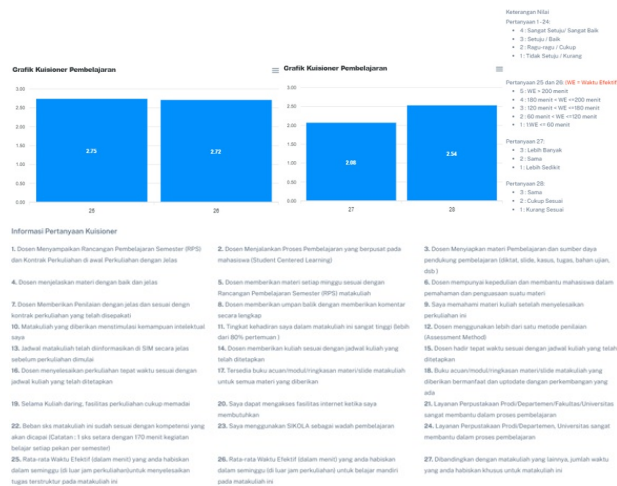 Keterangan Nilai
Pertanyaan 1 -24:
4 : Sangat Setuju/ Sangat Baik
3 : Setuju / Baik
2 : Ragu-ragu / Cukup
1 : Tidak Setuju / Kurang
Pertanyaan 25 dan 26: (WE = Waktu Efektif
5 : WE > 200 menit
4 : 180 menit < WE <=200 menit
3 : 120 menit < WE <=180 menit
2 : 60 menit < WE <=120 menit
1 : 1WE <= 60 menit
Pertanyaan 27:
3 : Lebih Banyak
2 : Sama
1 : Lebih Sedikit
Pertanyaan 28:
3 : Sama
2 : Cukup Sesuai
1 : Kurang Sesuai
Grafik Kuisioner Pembelajaran
3.00
2.50
2.00
1.50
1.00
0.50
0.00
2.73
2.72
25
26
Grafik Kuisioner Pembelajaran
3.00
2.50
2.00
1.50
1.00
0.50
0.00
2.54
27
28
Informasi Pertanyaan Kuisioner
1. Dosen Menyampaikan Rancangan Pembelajaran Semester (RPS)
dan Kontrak Perkuliahan di awal Perkuliahan dengan jelas
2. Dosen Menjalankan Proses Pembelajaran yang berpusat pada
mahasiswa (Student Centered Learning)
3. Dosen Menyiapkan materi Pembelajaran dan sumber daya
pendukung pembelajaran (diktat, slide, kasus, tugas, bahan ujian,
dsb )
4. Dosen menjelaskan materi dengan baik dan jelas
5. Dosen memberikan materi setiap minggu sesuai dengan
Rancangan Pembelajaran Semester (RPS) matakuliah
6. Dosen mempunyai kepedulian dan membantu mahasiswa dalam
pemahaman dan penguasaan suatu materi
7. Dosen Memberikan Penilaian dengan jelas dan sesuai dengn
kontrak perkuliahan yang telah disepakati
8. Dosen memberikan umpan balik dengan memberikan komentar
secara lengkap
9. Saya memahami materi kuliah setelah menyelesaikan
perkuliahan ini
10. Matakuliah yang diberikan menstimulasi kemampuan intelektual
saya
11. Tingkat kehadiran saya dalam matakuliah ini sangat tinggi (lebih
dari 80% pertemuan )
12. Dosen menggunakan lebih dari satu metode penilaian
(Assessment Method)
13. Jadwal matakuliah telah diinformasikan di SIM secara jelas
sebelum perkuliahan dimulai
14. Dosen memberikan kuliah sesuai dengan jadwal kuliah yang
telah ditetapkan
15. Dosen hadir tepat waktu sesuai dengan jadwal kuliah yang telah
ditetapkan
16. Dosen menyelesaikan perkuliahan tepat waktu sesuai dengan
jadwal kuliah yang telah ditetapkan
17. Tersedia buku acuan/modul/ringkasan materi/slide matakuliah
untuk semua materi yang diberikan
18. Buku acuan/modul/ringkasan materi/slide matakuliah yang
diberikan bermanfaat dan uptodate dengan perkembangan yang
ada
19. Selama Kuliah daring, fasilitas perkuliahan cukup memadai
20. Saya dapat mengakses fasilitas internet ketika saya
membutuhkan
21. Layanan Perpustakaan Prodi/Departemen/Fakultas/Universitas
sangat membantu dalam proses pembelajaran
22. Beban sks matakuliah ini sudah sesuai dengan kompetensi yang
akan dicapai (Catatan : 1 sks setara dengan 170 menit kegiatan
belajar setiap pekan per semester)
23. Saya menggunakan SIKOLA sebagai wadah pembelajaran
24. Layanan Perpustakaan Prodi/Departemen, Universitas sangat
membantu dalam proses pembelajaran
25. Rata-rata Waktu Efektif (dalam menit) yang anda habiskan
dalam seminggu (di luar jam perkuliahan)untuk menyelesaikan
tugas terstruktur pada matakuliah ini
26. Rata-rata Waktu Efektif (dalam menit) yang anda habiskan
dalam seminggu (di luar jam perkuliahan) untuk belajar mandiri
pada matakuliah ini
27. Dibandingkan dengan matakuliah yang lainnya, jumlah waktu
yang anda habiskan khusus untuk matakuliah ini